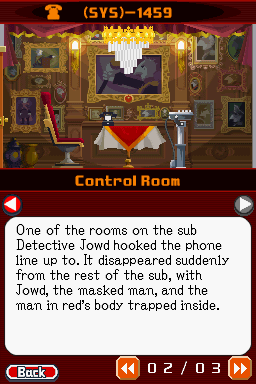 (SYS)-1459
Control Room
One of the rooms on the sub
Detective Jowd hooked the phone
line up to. It disappeared suddenly
from the rest of the sub, with
Jowd, the masked man, and the
man in red's body trapped inside.
Back
02/03